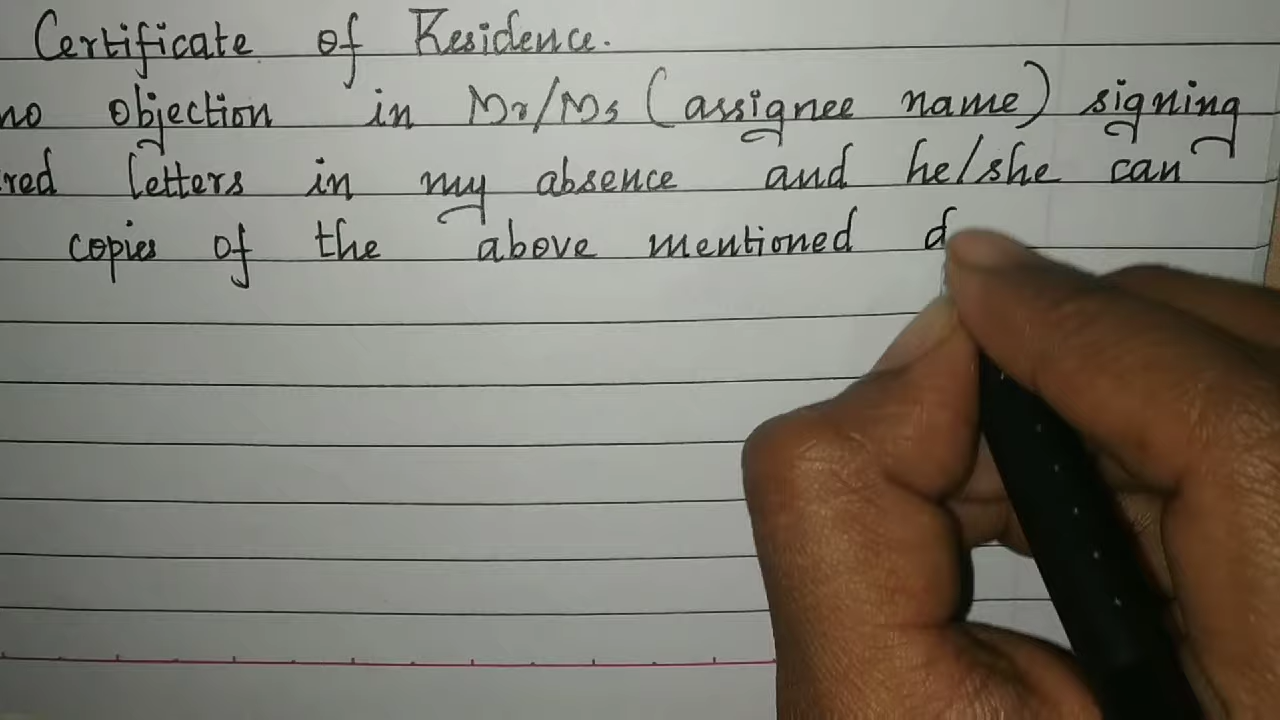 Certificate of Residence.
no objection in Mr/Ms (assignee name) signing
red letters in my absence and he/she can
copies of the above mentioned d